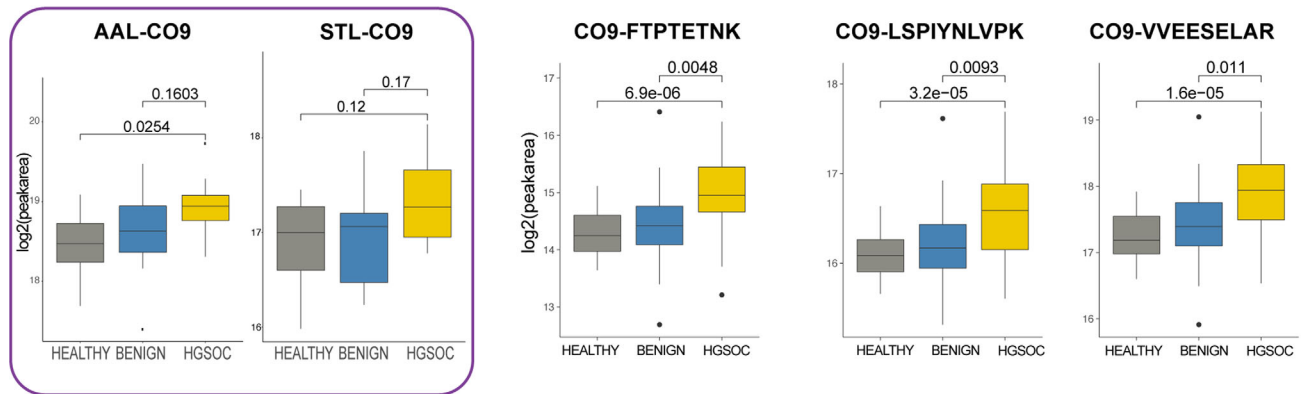 AAL-CO9
0.1603
0.0254
log2(peakarea)
20
19
18
HEALTHY BENIGN HGSOC
STL-CO9
0.17
0.12
18
17
16
HEALTHY BENIGN HGSOC
CO9-FTPTETNK
0.0048
6.9e−06
log2(peakarea)
17
16
15
14
13
HEALTHY BENIGN HGSOC
CO9-LSPIYNLVPK
0.0093
3.2e−05
18
17
16
HEALTHY BENIGN HGSOC
CO9-VVEESELAR
0.011
1.6e−05
19
18
17
16
HEALTHY BENIGN HGSOC